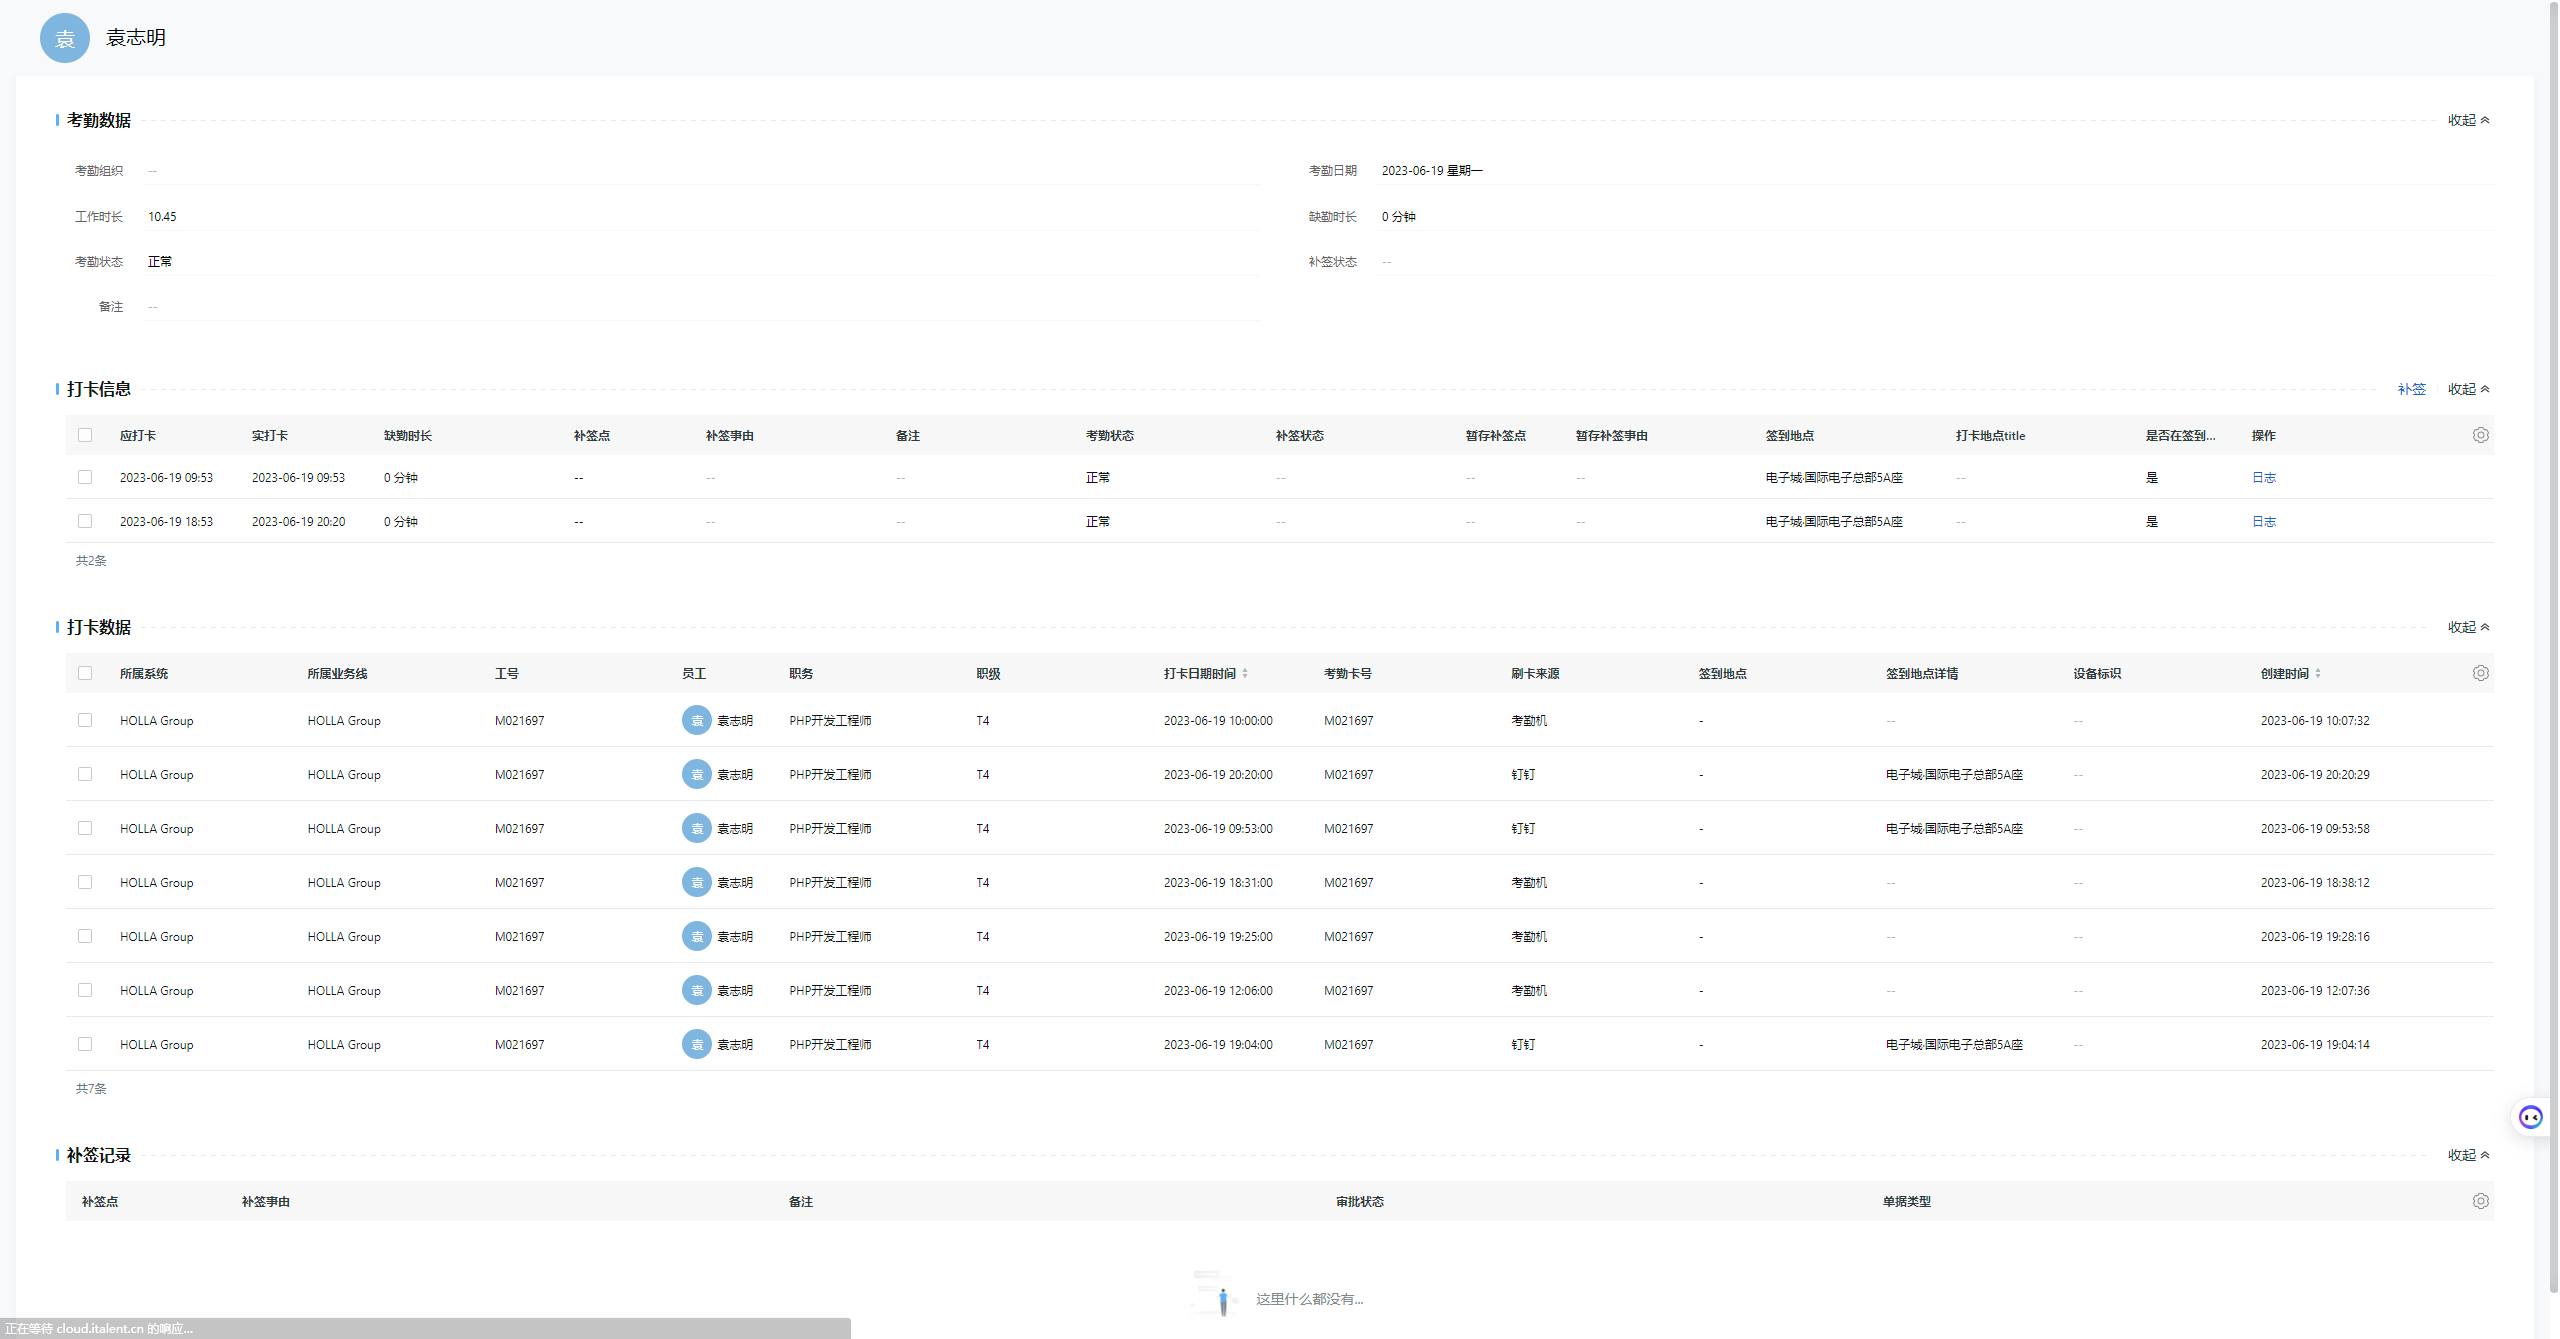 袁 袁志明
考勤数据 收起
考勤组织 -- 考勤日期 2023-06-19 星期一
工作时长 10.45 缺勤时长 0 分钟
考勤状态 正常 补签状态 --
备注 --
打卡信息 补签 收起
应打卡 实打卡 缺勤时长 补签点 补签事由 备注 考勤状态 补签状态 暂存补签点 暂存补签事由 签到地点 打卡地点title 是否在签到... 操作
2023-06-19 09:53 2023-06-19 09:53 0 分钟 -- -- -- 正常 -- -- -- 电子城·国际电子总部5A座 -- 是 日志
2023-06-19 18:53 2023-06-19 20:20 0 分钟 -- -- -- 正常 -- -- -- 电子城·国际电子总部5A座 -- 是 日志
共2条
打卡数据 收起
所属系统 所属业务线 工号 员工 职务 职级 打卡日期时间 考勤卡号 刷卡来源 签到地点 签到地点详情 设备标识 创建时间
HOLLA Group HOLLA Group M021697 袁 袁志明 PHP开发工程师 T4 2023-06-19 10:00:00 M021697 考勤机 - -- -- 2023-06-19 10:07:32
HOLLA Group HOLLA Group M021697 袁 袁志明 PHP开发工程师 T4 2023-06-19 20:20:00 M021697 钉钉 - 电子城·国际电子总部5A座 -- 2023-06-19 20:20:29
HOLLA Group HOLLA Group M021697 袁 袁志明 PHP开发工程师 T4 2023-06-19 09:53:00 M021697 钉钉 - 电子城·国际电子总部5A座 -- 2023-06-19 09:53:58
HOLLA Group HOLLA Group M021697 袁 袁志明 PHP开发工程师 T4 2023-06-19 18:31:00 M021697 考勤机 - -- -- 2023-06-19 18:38:12
HOLLA Group HOLLA Group M021697 袁 袁志明 PHP开发工程师 T4 2023-06-19 19:25:00 M021697 考勤机 - -- -- 2023-06-19 19:28:16
HOLLA Group HOLLA Group M021697 袁 袁志明 PHP开发工程师 T4 2023-06-19 12:06:00 M021697 考勤机 - -- -- 2023-06-19 12:07:36
HOLLA Group HOLLA Group M021697 袁 袁志明 PHP开发工程师 T4 2023-06-19 19:04:00 M021697 钉钉 - 电子城·国际电子总部5A座 -- 2023-06-19 19:04:14
共7条
补签记录 收起
补签点 补签事由 备注 审批状态 单据类型
这里什么都没有...
正在等待 cloud.italent.cn 的响应...